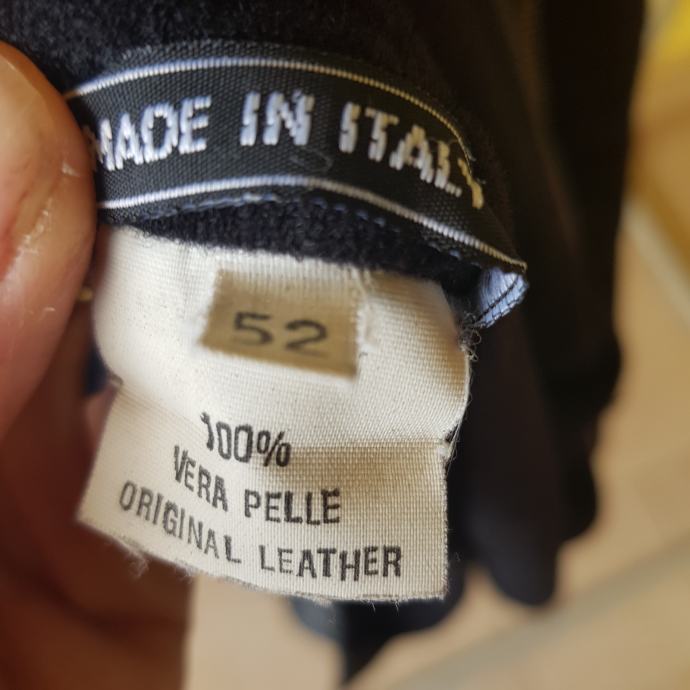 MADE IN ITALY
52
100%
VERA PELLE
ORIGINAL LEATHER